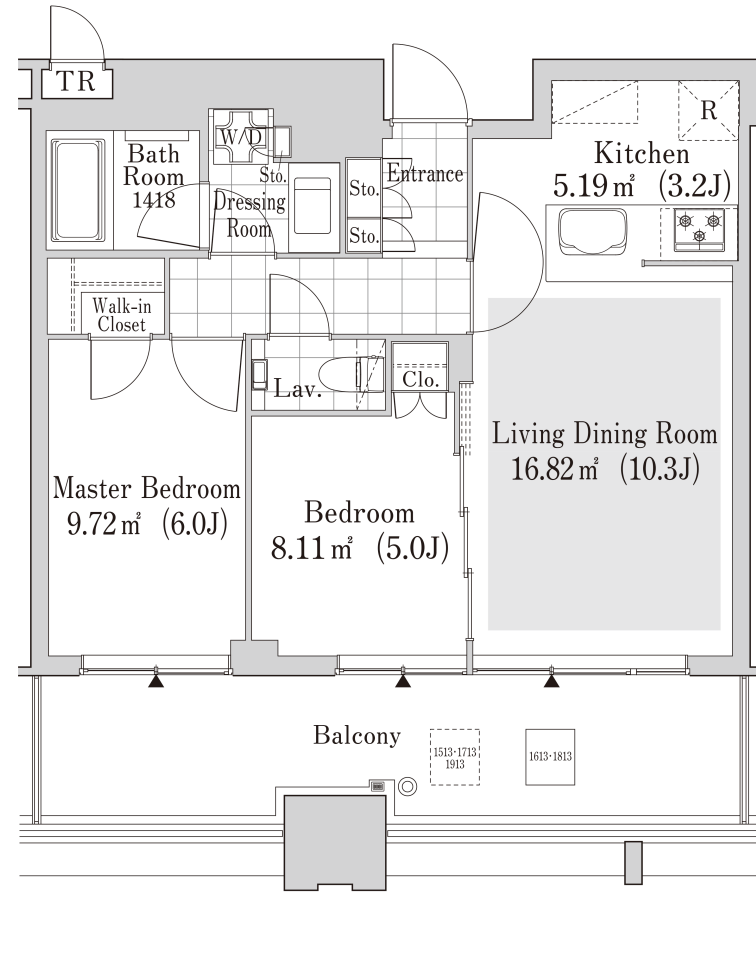 TR
W/D
R
Bath
Room
1418
Sto.
Dressing
Room
Sto.
Sto.
Entrance
Kitchen
5.19㎡ (3.2J)
Walk-in
Closet
Lav.
Clo.
Living Dining Room
16.82㎡ (10.3J)
Master Bedroom
9.72㎡ (6.0J)
Bedroom
8.11㎡ (5.0J)
Balcony
1513·1713
1913
1613·1813